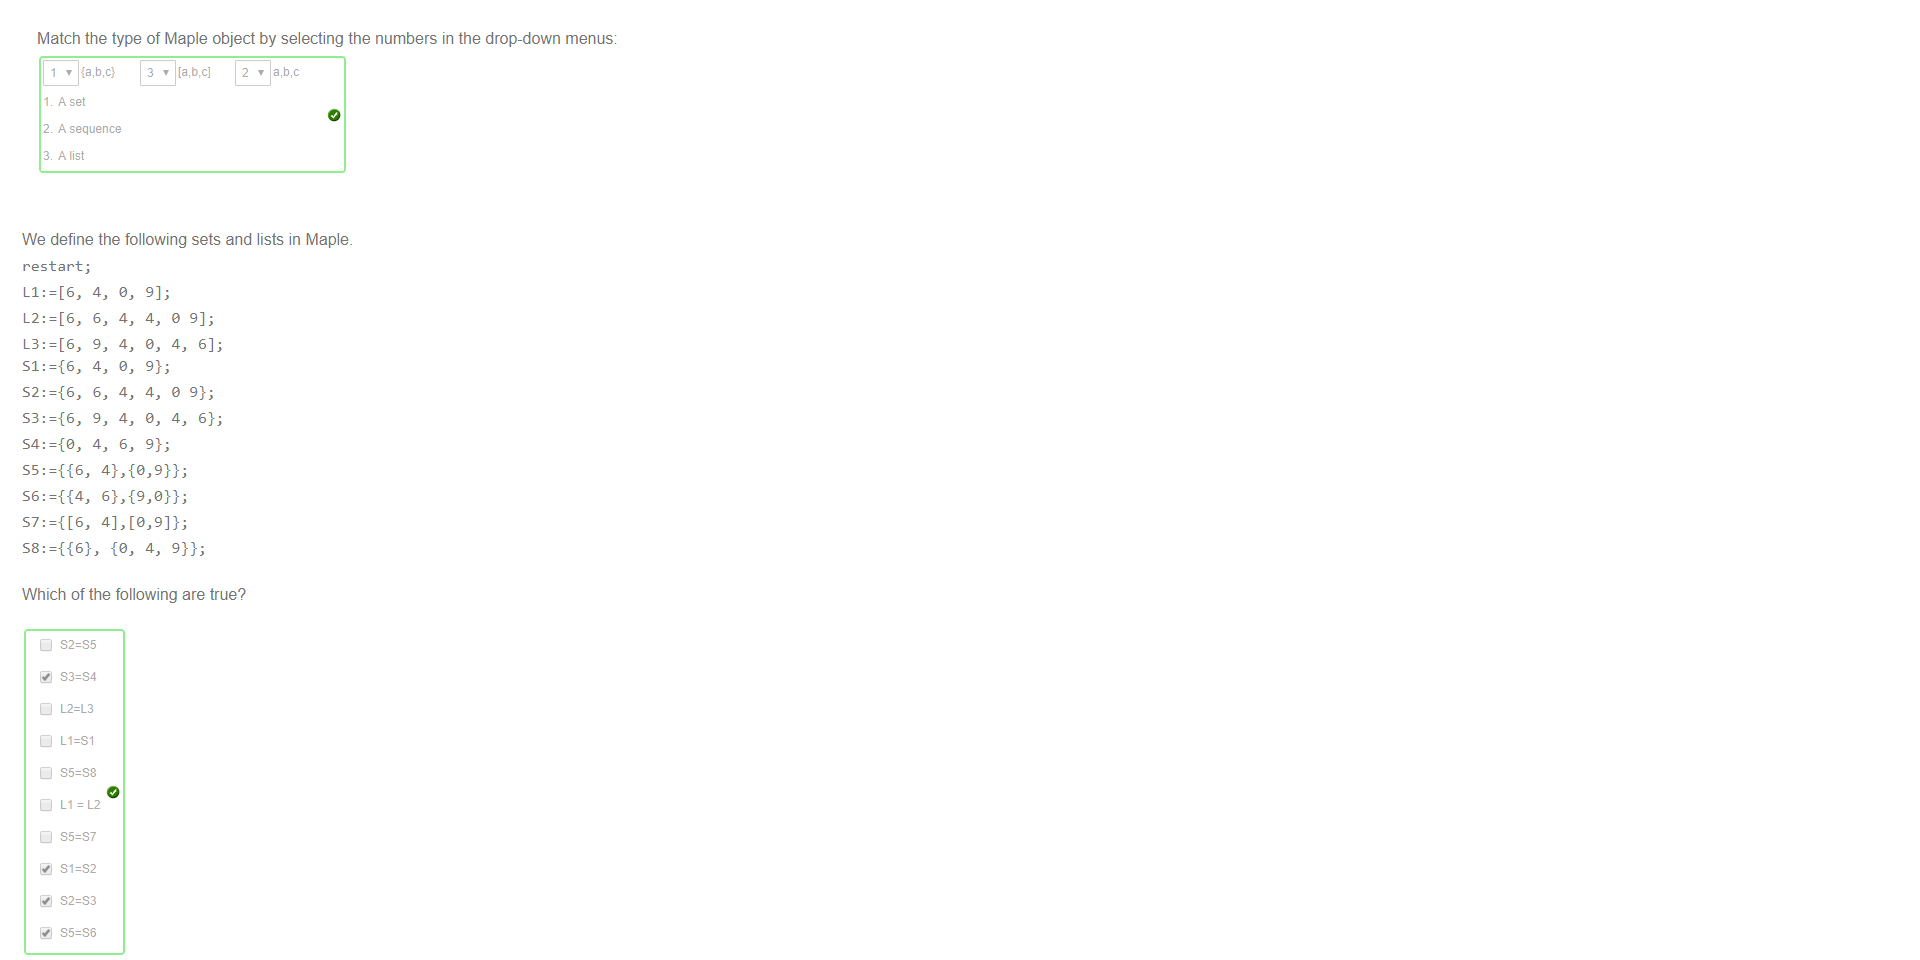 Match the type of Maple object by selecting the numbers in the drop-down menus:
1 {a,b,c} 3 [a,b,c] 2 a,b,c
1. A set
2. A sequence
3. A list
We define the following sets and lists in Maple.
restart;
L1:=[6, 4, 0, 9];
L2:=[6, 6, 4, 4, 0 9];
L3:=[6, 9, 4, 0, 4, 6];
S1:={6, 4, 0, 9};
S2:={6, 6, 4, 4, 0 9};
S3:={6, 9, 4, 0, 4, 6};
S4:={0, 4, 6, 9};
S5:={{6, 4},{0,9}};
S6:={{4, 6},{9,0}};
S7:={[6, 4],[0,9]};
S8:={{6}, {0, 4, 9}};
Which of the following are true?
S2=S5
S3=S4
L2=L3
L1=S1
S5=S8
L1 = L2
S5=S7
S1=S2
S2=S3
S5=S6